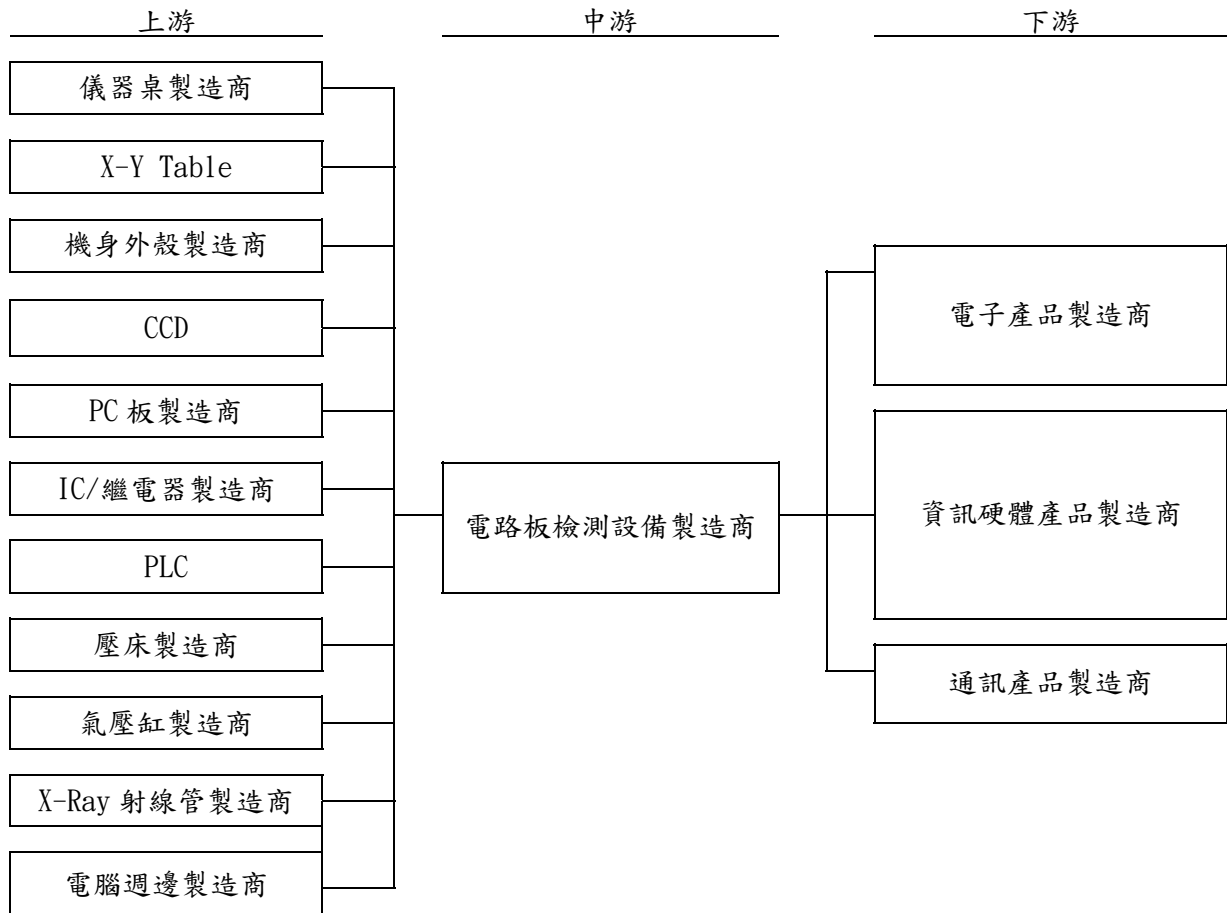 上游
中游
下游
儀器桌製造商
X-Y Table
機身外殼製造商
CCD
PC 板製造商
IC/繼電器製造商
PLC
壓床製造商
氣壓缸製造商
X-Ray 射線管製造商
電腦週邊製造商
電路板檢測設備製造商
電子產品製造商
資訊硬體產品製造商
通訊產品製造商